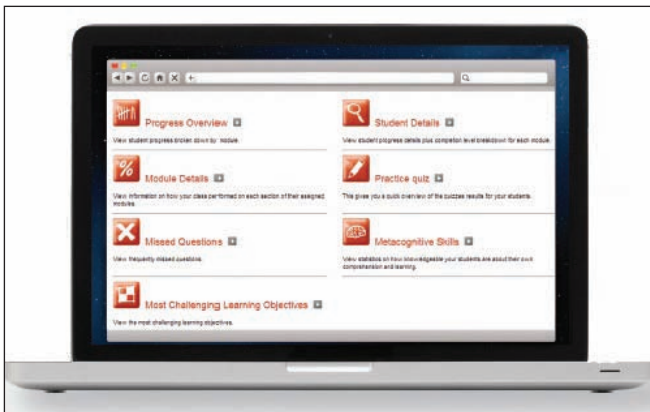 Progress Overview
View student progress broken down by module.
Student Details
View student progress details plus completion level breakdown for each module.
%
Module Details
View information on how your class performed on each section of their assigned
modules.
Practice quiz
This gives you a quick overview of the quizzes results for your students.
Missed Questions
View frequently missed questions.
Metacognitive Skills
View statistics on how knowledgeable your students are about their own
comprehension and learning.
Most Challenging Learning Objectives
View the most challenging learning objectives.